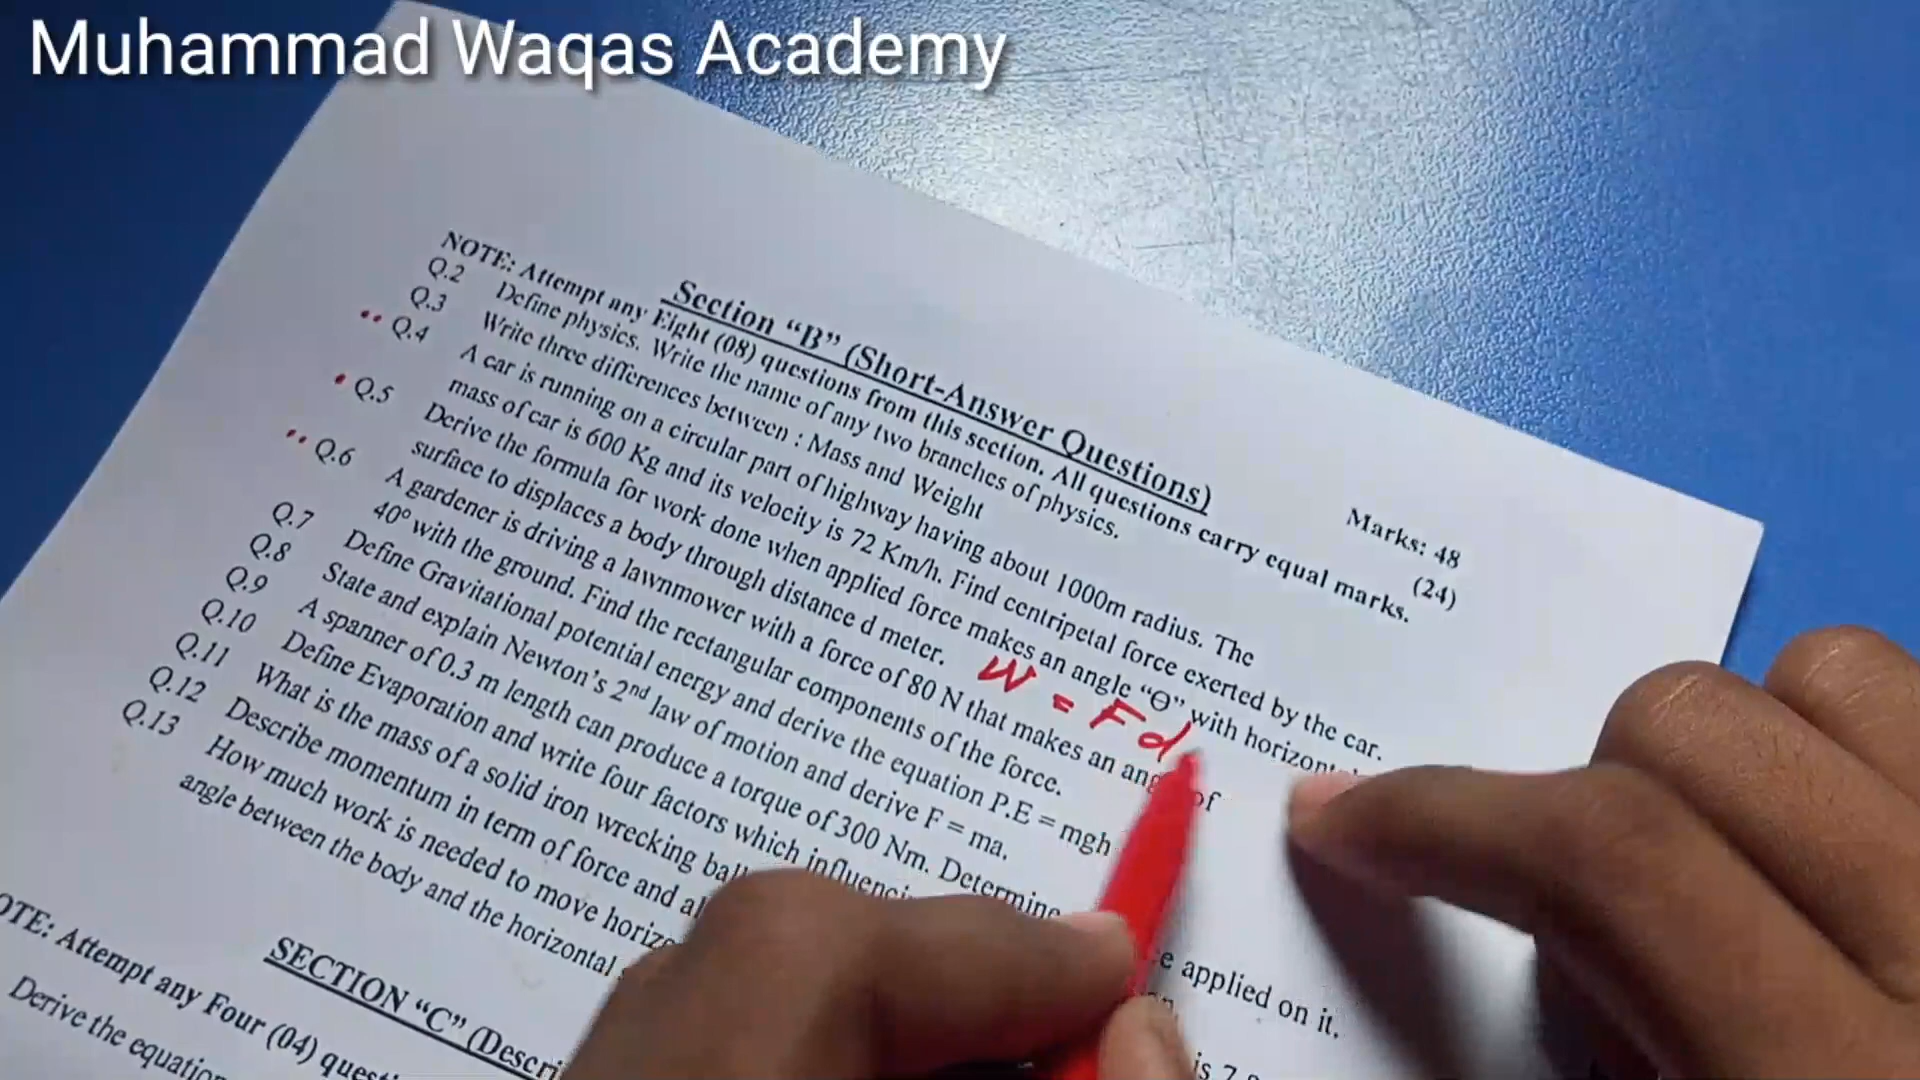 Muhammad Waqas Academy
Section “B” (Short-Answer Questions)
Marks: 48
NOTE: Attempt any Eight (08) questions from this section. All questions carry equal marks. (24)
Q.2 Define physics. Write the name of any two branches of physics.
Q.3 Write three differences between : Mass and Weight
Q.4 A car is running on a circular part of highway having about 1000m radius. The
mass of car is 600 Kg and its velocity is 72 Km/h. Find centripetal force exerted by the car.
Q.5 Derive the formula for work done when applied force makes an angle “Θ” with
surface to displaces a body through distance d meter. W = Fd
Q.6 A gardener is driving a lawnmower with a force of 80 N that makes an of
40° with the ground. Find the rectangular components of the force.
Q.7 Define Gravitational potential energy and derive the equation P.E = mgh
Q.8 State and explain Newton’s 2nd law of motion and derive F = ma.
Q.9 A spanner of 0.3 m length can produce a torque of 300 Nm. Determine
e applied on it.
Q.10 Define Evaporation and write four factors which
Q.11 What is the mass of a solid iron wrecking
is
Q.12 Describe momentum in term of force and
Q.13 How much work is needed to move
angle between the body and the horizontal
SECTION “C”
OTE: Attempt any Four (04)
Derive the